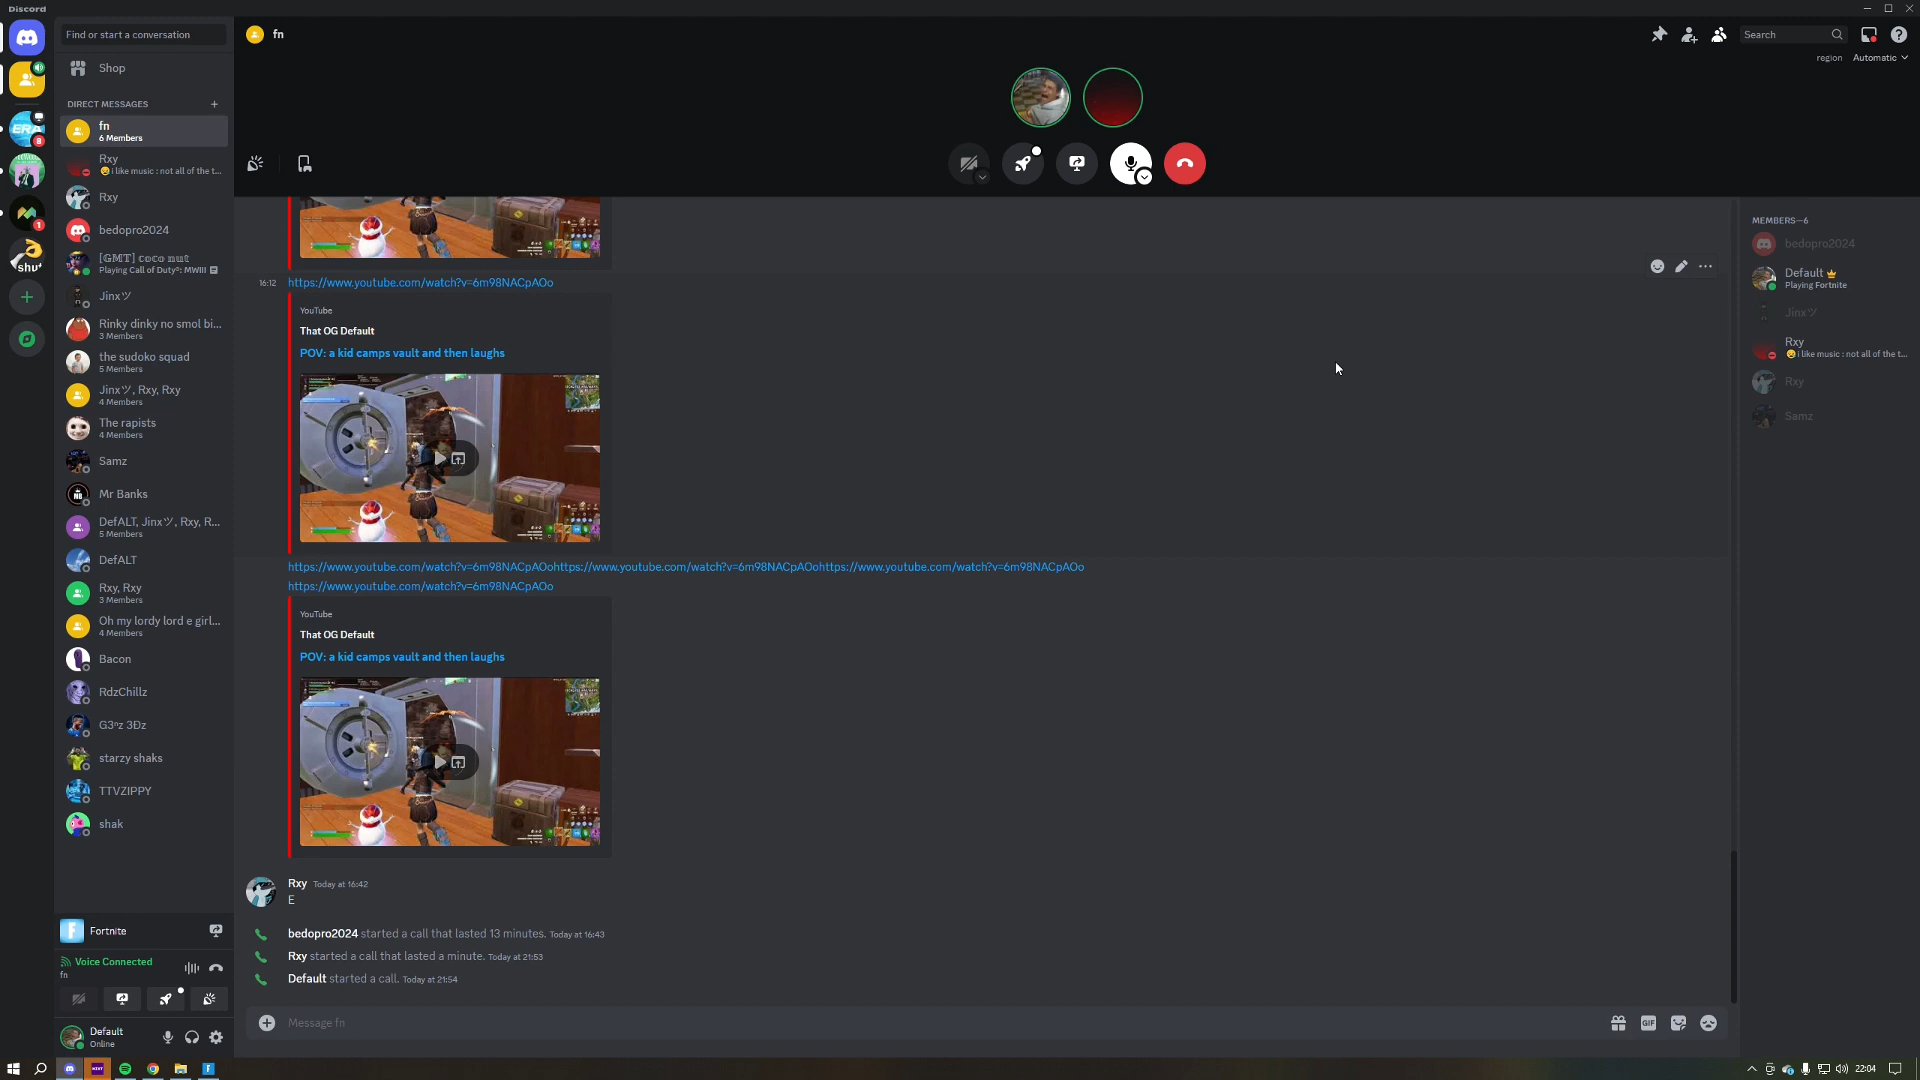 Discord
Find or start a conversation
Shop
DIRECT MESSAGES
fn
6 Members
Rxy
i like music : not all of the t...
Rxy
bedopro2024
[GMT] coco nut
Playing Call of Duty®: MWIII
Jinxツ
Rinky dinky no smol bi...
3 Members
the sudoko squad
5 Members
Jinxツ, Rxy, Rxy
4 Members
The rapists
4 Members
Samz
Mr Banks
DefALT, Jinxツ, Rxy, R...
5 Members
DefALT
Rxy, Rxy
3 Members
Oh my lordy lord e girl...
4 Members
Bacon
RdzChillz
G3ⁿz 3Ðz
starzy shaks
TTVZIPPY
shak
Fortnite
Voice Connected
fn
Default
Online
ERA
8
1
shu
fn
Search
region Automatic
16:12 https://www.youtube.com/watch?v=6m98NACpAOo
YouTube
That OG Default
POV: a kid camps vault and then laughs
https://www.youtube.com/watch?v=6m98NACpAOohttps://www.youtube.com/watch?v=6m98NACpAOohttps://www.youtube.com/watch?v=6m98NACpAOo
https://www.youtube.com/watch?v=6m98NACpAOo
YouTube
That OG Default
POV: a kid camps vault and then laughs
Rxy Today at 16:42
E
bedopro2024 started a call that lasted 13 minutes. Today at 16:43
Rxy started a call that lasted a minute. Today at 21:53
Default started a call. Today at 21:54
Message fn
GIF
MEMBERS—6
bedopro2024
Default
Playing Fortnite
Jinxツ
Rxy
i like music : not all of the t...
Rxy
Samz
22:04